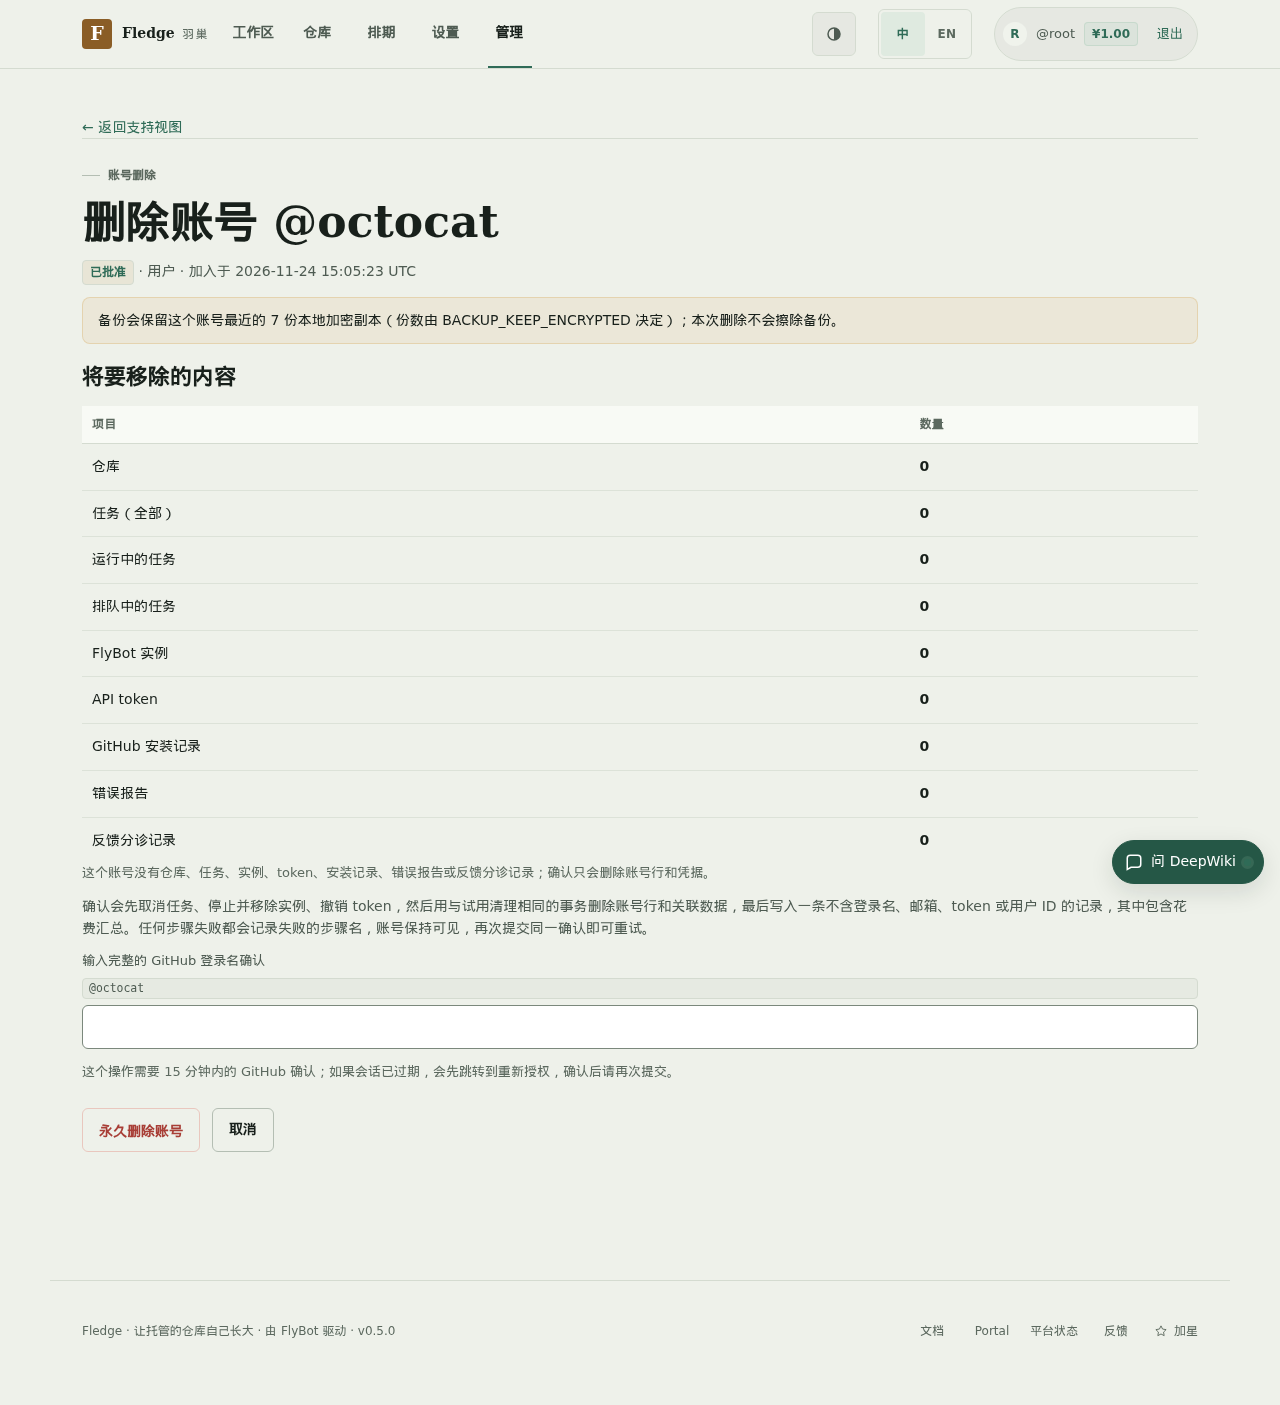 F Fledge 羽巢 工作区 仓库 排期 设置 管理 中 EN R @root ¥1.00 退出
← 返回支持视图
账号删除
删除账号 @octocat
已批准 · 用户 · 加入于 2026-11-24 15:05:23 UTC
备份会保留这个账号最近的 7 份本地加密副本（份数由 BACKUP_KEEP_ENCRYPTED 决定）；本次删除不会擦除备份。
将要移除的内容
项目 数量
仓库 0
任务（全部） 0
运行中的任务 0
排队中的任务 0
FlyBot 实例 0
API token 0
GitHub 安装记录 0
错误报告 0
反馈分诊记录 0
问 DeepWiki
这个账号没有仓库、任务、实例、token、安装记录、错误报告或反馈分诊记录；确认只会删除账号行和凭据。
确认会先取消任务、停止并移除实例、撤销 token，然后用与试用清理相同的事务删除账号行和关联数据，最后写入一条不含登录名、邮箱、token 或用户 ID 的记录，其中包含花
费汇总。任何步骤失败都会记录失败的步骤名，账号保持可见，再次提交同一确认即可重试。
输入完整的 GitHub 登录名确认
@octocat
这个操作需要 15 分钟内的 GitHub 确认；如果会话已过期，会先跳转到重新授权，确认后请再次提交。
永久删除账号 取消
Fledge · 让托管的仓库自己长大 · 由 FlyBot 驱动 · v0.5.0 文档 Portal 平台状态 反馈 加星